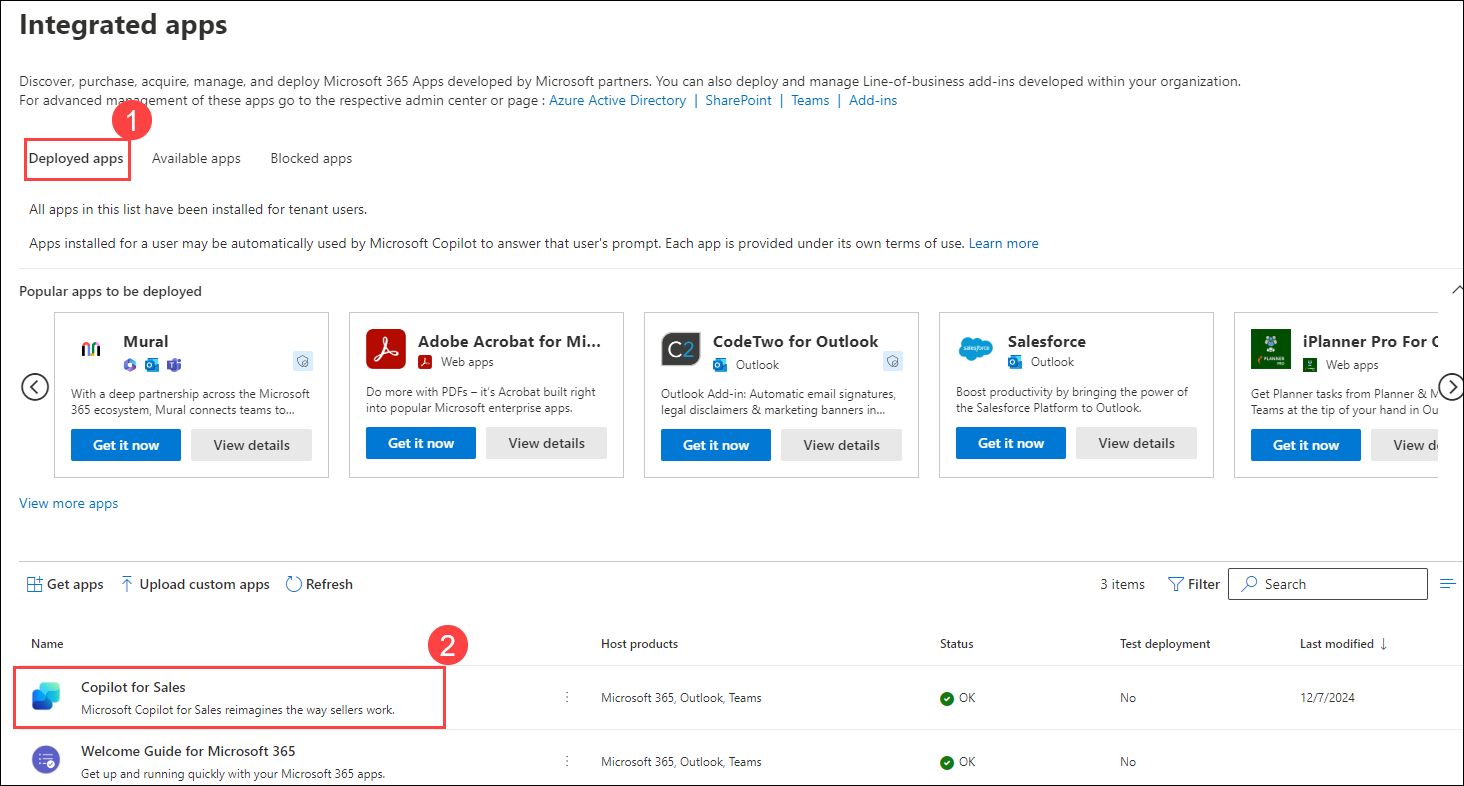 Integrated apps
Discover, purchase, acquire, manage, and deploy Microsoft 365 Apps developed by Microsoft partners. You can also deploy and manage Line-of-business add-ins developed within your organization.
For advanced management of these apps go to the respective admin center or page : Azure Active Directory | SharePoint | Teams | Add-ins
1
Deployed apps Available apps Blocked apps
All apps in this list have been installed for tenant users.
Apps installed for a user may be automatically used by Microsoft Copilot to answer that user's prompt. Each app is provided under its own terms of use. Learn more
Popular apps to be deployed
Mural
With a deep partnership across the Microsoft
365 ecosystem, Mural connects teams to...
Get it now View details
Adobe Acrobat for Mi...
Web apps
Do more with PDFs – it's Acrobat built right
into popular Microsoft enterprise apps.
Get it now View details
C2
CodeTwo for Outlook
Outlook
Outlook Add-in: Automatic email signatures,
legal disclaimers & marketing banners in...
Get it now View details
salesforce
Salesforce
Outlook
Boost productivity by bringing the power of
the Salesforce Platform to Outlook.
Get it now View details
PLANNER
PRO
iPlanner Pro For
Web apps
Get Planner tasks from Planner &
Teams at the tip of your hand in
Get it now View
View more apps
Get apps Upload custom apps Refresh 3 items Filter Search
2
Name Host products Status Test deployment Last modified ↓
Copilot for Sales
Microsoft Copilot for Sales reimagines the way sellers work.
Microsoft 365, Outlook, Teams OK No 12/7/2024
Welcome Guide for Microsoft 365
Get up and running quickly with your Microsoft 365 apps.
Microsoft 365, Outlook, Teams OK No